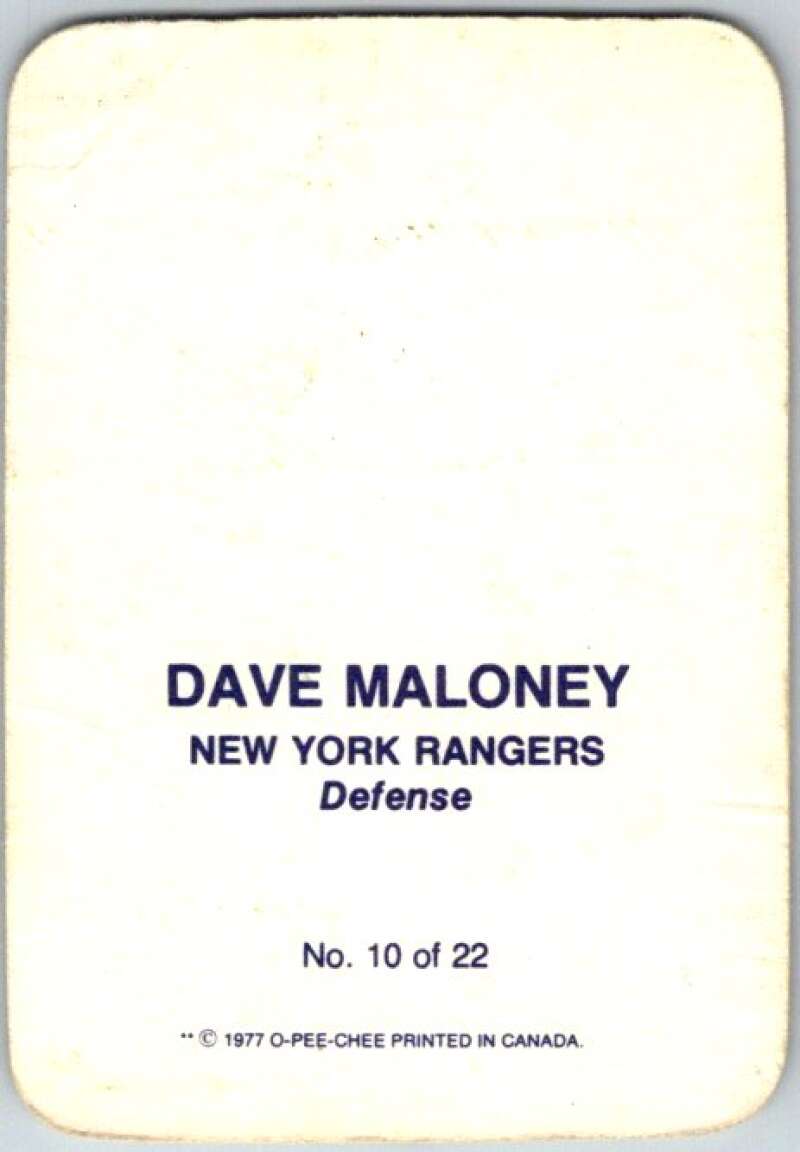 DAVE MALONEY
NEW YORK RANGERS
Defense
No. 10 of 22
** © 1977 O-PEE-CHEE PRINTED IN CANADA.